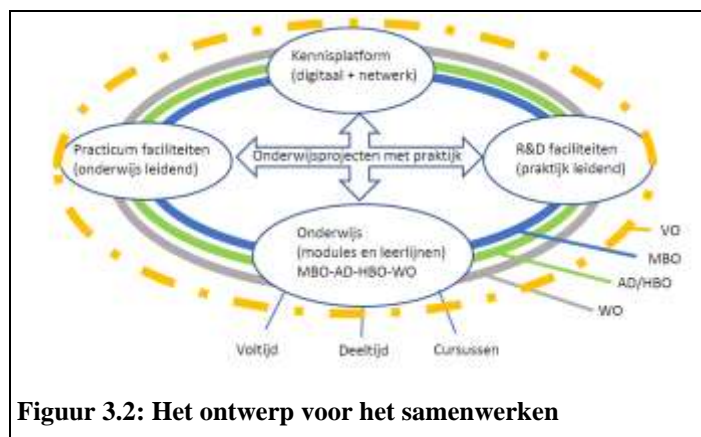 Kennisplatform
(digitaal + netwerk)
Practicum faciliteiten
(onderwijs leidend)
Onderwijsprojecten met praktijk
R&D faciliteiten
(praktijk leidend)
Onderwijs
(modules en leerlijnen)
MBO-AD-HBO-WO
VO
MBO
AD/HBO
WO
Voltijd
Deeltijd
Cursussen
Figuur 3.2: Het ontwerp voor het samenwerken